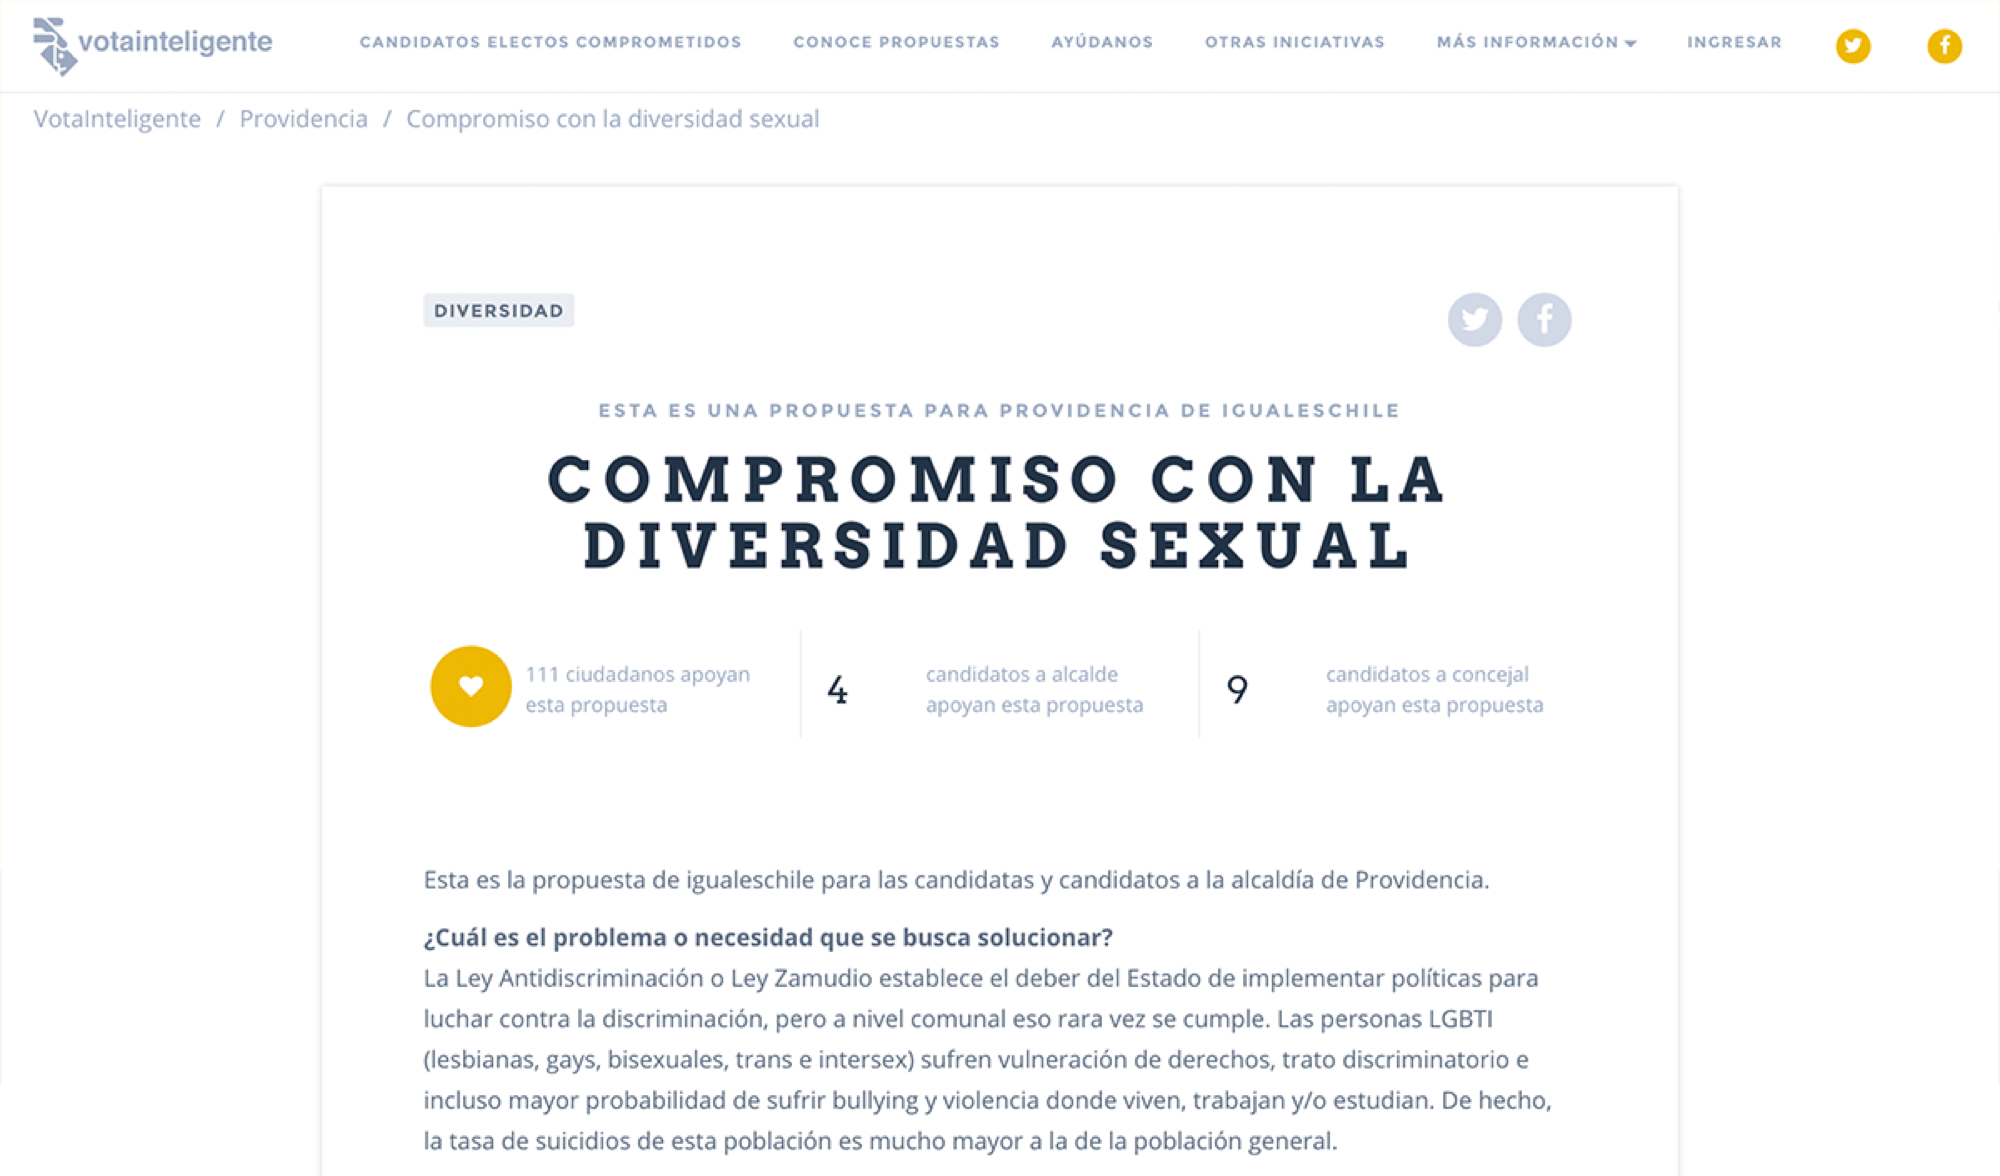 votainteligente
CANDIDATOS ELECTOS COMPROMETIDOS
CONOCE PROPUESTAS
AYÚDANOS
OTRAS INICIATIVAS
MÁS INFORMACIÓN
INGRESAR
VotaInteligente / Providencia / Compromiso con la diversidad sexual
DIVERSIDAD
ESTA ES UNA PROPUESTA PARA PROVIDENCIA DE IGUALESCHILE
COMPROMISO CON LA
DIVERSIDAD SEXUAL
111 ciudadanos apoyan
esta propuesta
4
candidatos a alcalde
apoyan esta propuesta
9
candidatos a concejal
apoyan esta propuesta
Esta es la propuesta de igualeschile para las candidatas y candidatos a la alcaldía de Providencia.
¿Cuál es el problema o necesidad que se busca solucionar?
La Ley Antidiscriminación o Ley Zamudio establece el deber del Estado de implementar políticas para
luchar contra la discriminación, pero a nivel comunal eso rara vez se cumple. Las personas LGBTI
(lesbianas, gays, bisexuales, trans e intersex) sufren vulneración de derechos, trato discriminatorio e
incluso mayor probabilidad de sufrir bullying y violencia donde viven, trabajan y/o estudian. De hecho,
la tasa de suicidios de esta población es mucho mayor a la de la población general.